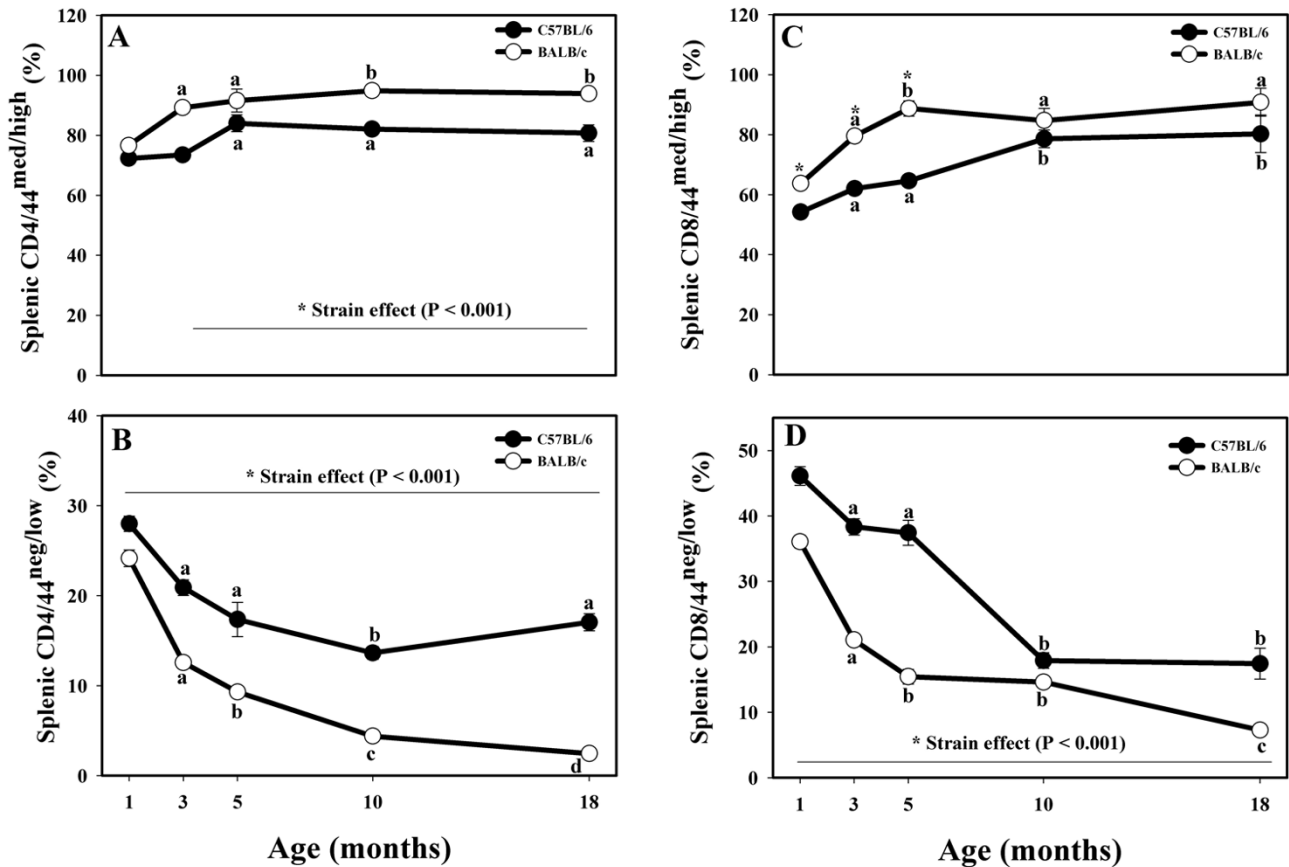 A
C57BL/6
BALB/c
Splenic CD4/44med/high (%)
120
100
80
60
40
20
0
a
a
b
b
a
a
a
* Strain effect (P < 0.001)
C
C57BL/6
BALB/c
Splenic CD8/44med/high (%)
120
100
80
60
40
20
0
*
*
a
*
b
a
a
a
a
b
b
B
C57BL/6
BALB/c
* Strain effect (P < 0.001)
Splenic CD4/44neg/low (%)
40
30
20
10
0
a
a
b
a
a
b
c
d
1
3
5
10
18
Age (months)
D
C57BL/6
BALB/c
Splenic CD8/44neg/low (%)
50
40
30
20
10
0
a
a
b
b
a
b
b
c
* Strain effect (P < 0.001)
1
3
5
10
18
Age (months)